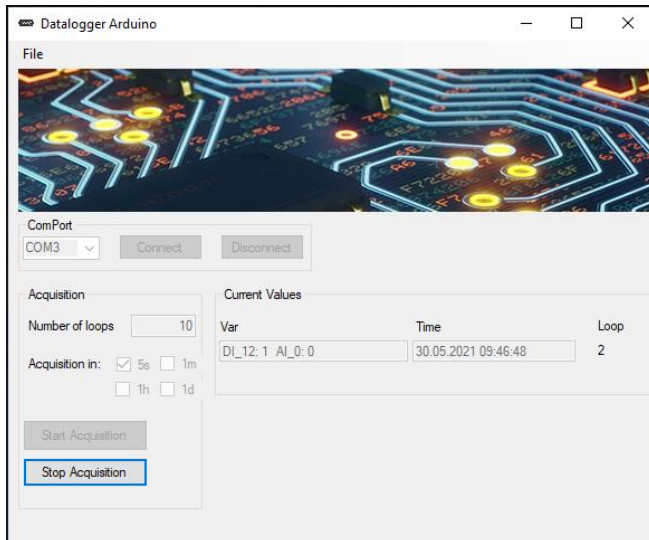 Datalogger Arduino
File
ComPort
COM3 Connect Disconnect
Acquisition
Number of loops 10
Acquisition in: 5s 1m
1h 1d
Start Acquisition
Stop Acquisition
Current Values
Var Time Loop
DI_12: 1 AI_0: 0 30.05.2021 09:46:48 2